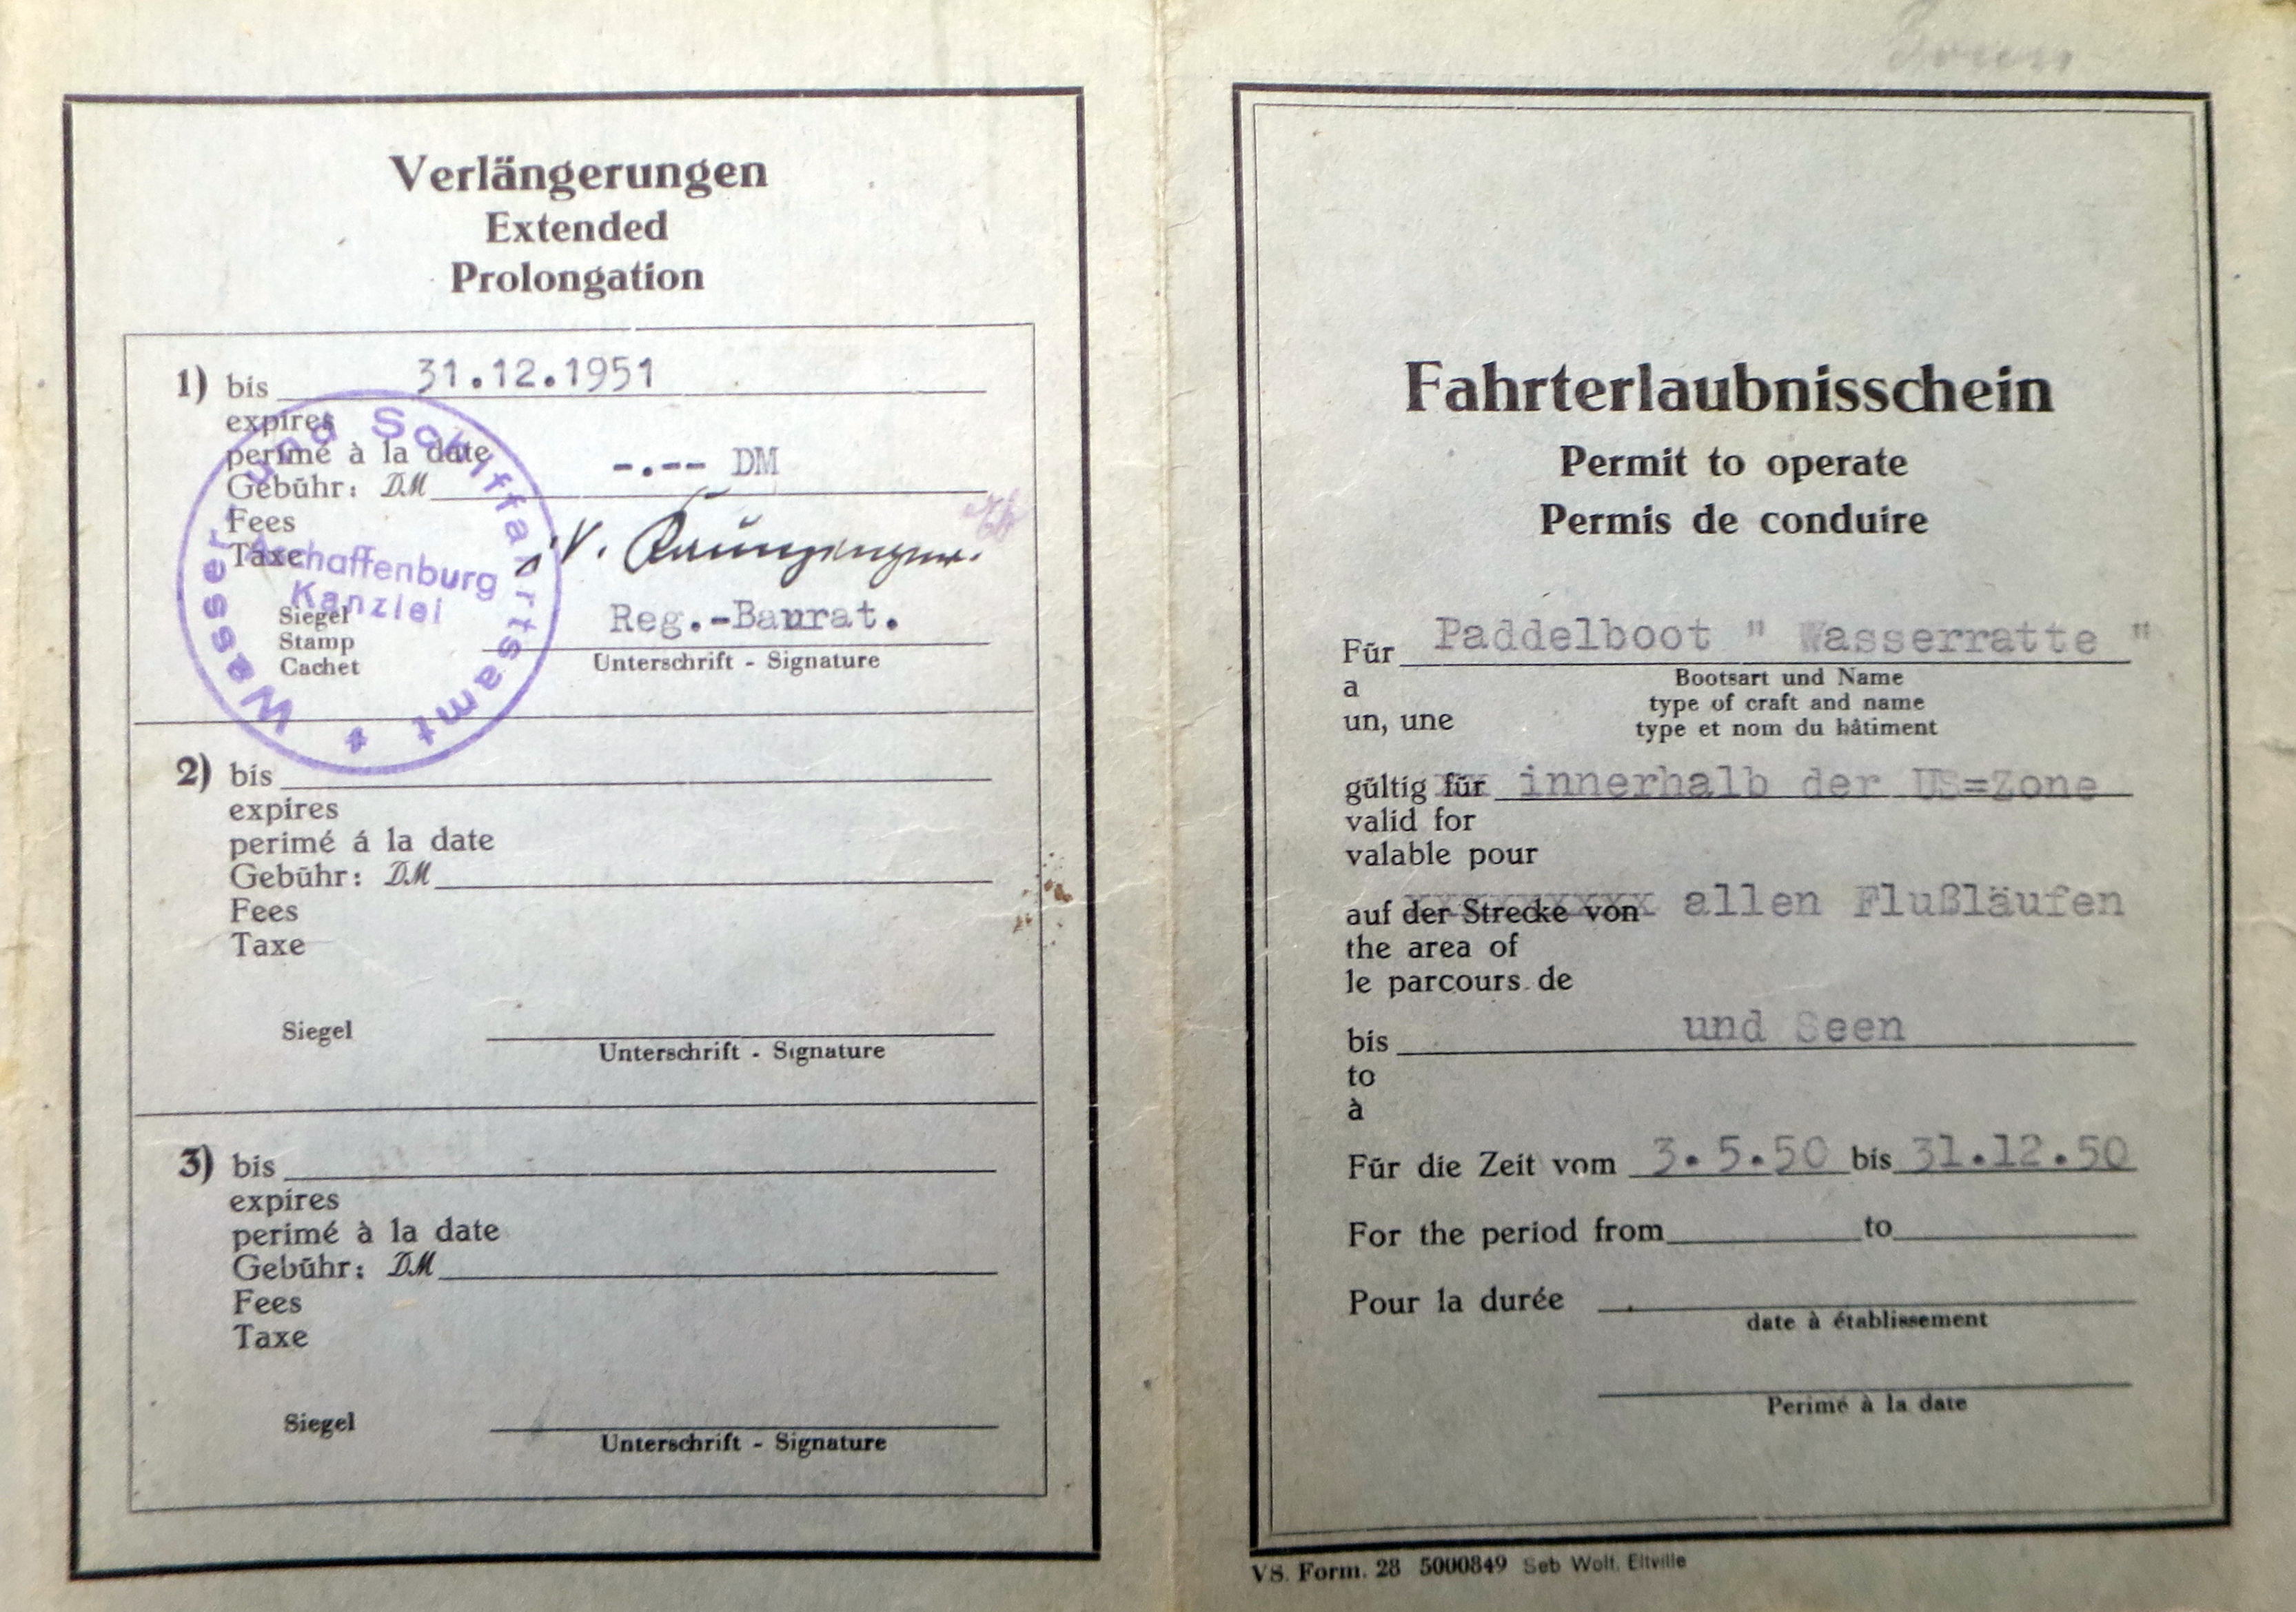 Verlängerungen
Extended
Prolongation
1) bis 31.12.1951
expires
perimé à la date
Gebühr: DM -.-- DM
Fees
Taxe
i.V.
Reg.-Baurat.
Siegel
Stamp
Cachet
Unterschrift - Signature
Wasser- und Schiffahrtsamt
Aschaffenburg
Kanzlei
2) bis
expires
perimé á la date
Gebühr: DM
Fees
Taxe
Siegel
Unterschrift - Signature
3) bis
expires
perimé à la date
Gebühr: DM
Fees
Taxe
Siegel
Unterschrift - Signature
Fahrterlaubnisschein
Permit to operate
Permis de conduire
Für Paddelboot " Wasserratte "
a
un, une
Bootsart und Name
type of craft and name
type et nom du bâtiment
gültig für innerhalb der US=Zone
valid for
valable pour
auf der Strecke von allen Flußläufen
the area of
le parcours de
bis und Seen
to
à
Für die Zeit vom 3.5.50 bis 31.12.50
For the period from to
Pour la durée
date à établissement
Perimé à la date
VS. Form. 28 5000849 Seb Wolf, Eltville